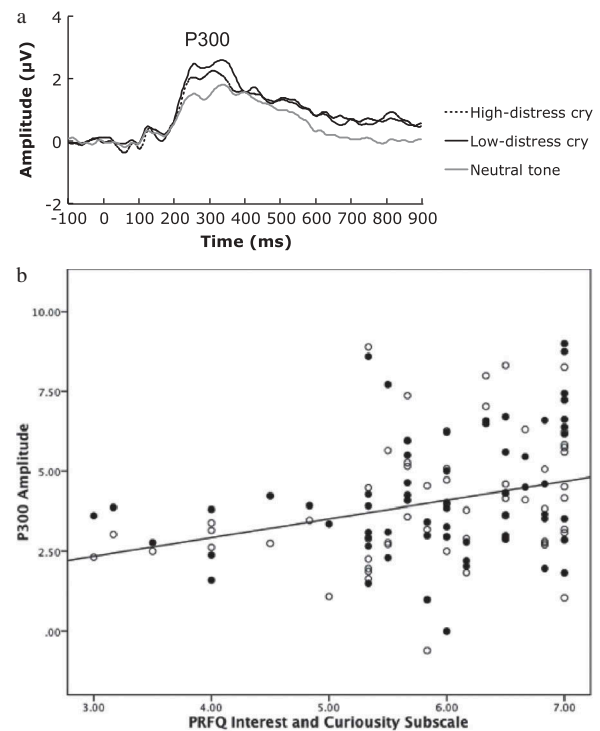 a
P300
4
2
0
-2
Amplitude (µV)
-100 0 100 200 300 400 500 600 700 800 900
Time (ms)
High-distress cry
Low-distress cry
Neutral tone
b
10.00
7.50
5.00
2.50
.00
P300 Amplitude
3.00 4.00 5.00 6.00 7.00
PRFQ Interest and Curiousity Subscale